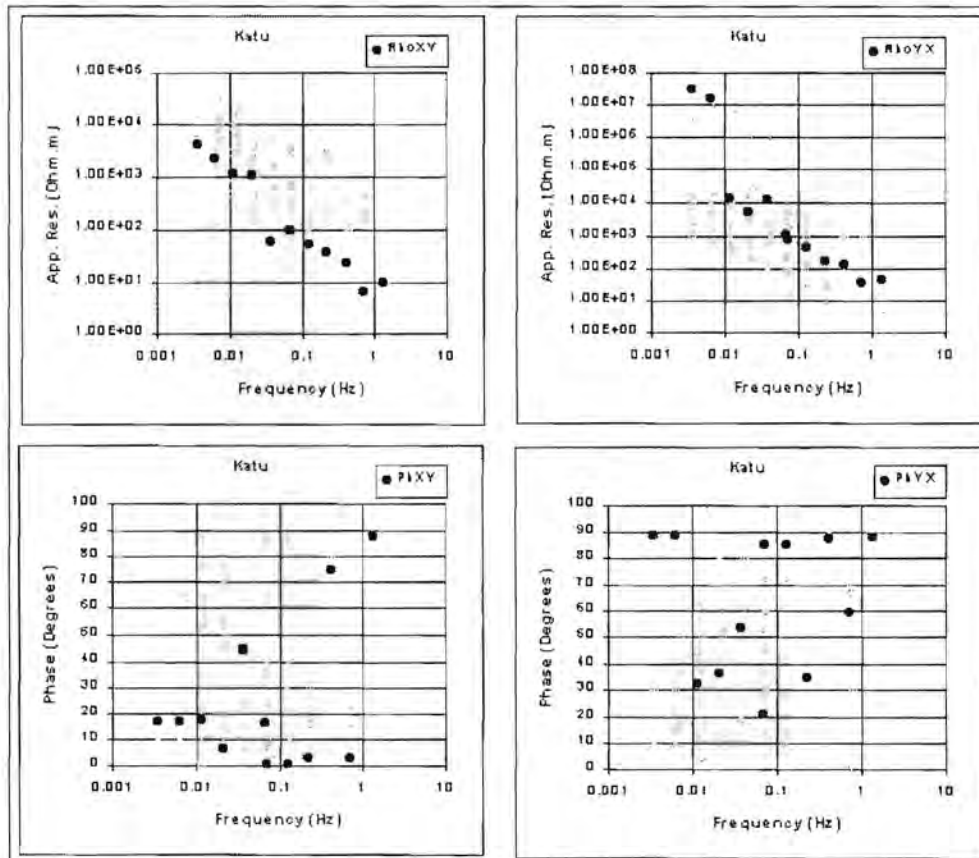 Katu
RhoXY
App. Res. (Ohm.m)
1.00E+05
1.00E+04
1.00E+03
1.00E+02
1.00E+01
1.00E+00
0.001 0.01 0.1 1 10
Frequency (Hz)
Katu
RhoYX
App. Res. (Ohm.m)
1.00E+08
1.00E+07
1.00E+06
1.00E+05
1.00E+04
1.00E+03
1.00E+02
1.00E+01
1.00E+00
0.001 0.01 0.1 1 10
Frequency (Hz)
Katu
PhXY
Phase (Degrees)
100
90
80
70
60
50
40
30
20
10
0
0.001 0.01 0.1 1 10
Frequency (Hz)
Katu
PhYX
Phase (Degrees)
100
90
80
70
60
50
40
30
20
10
0
0.001 0.01 0.1 1 10
Frequency (Hz)